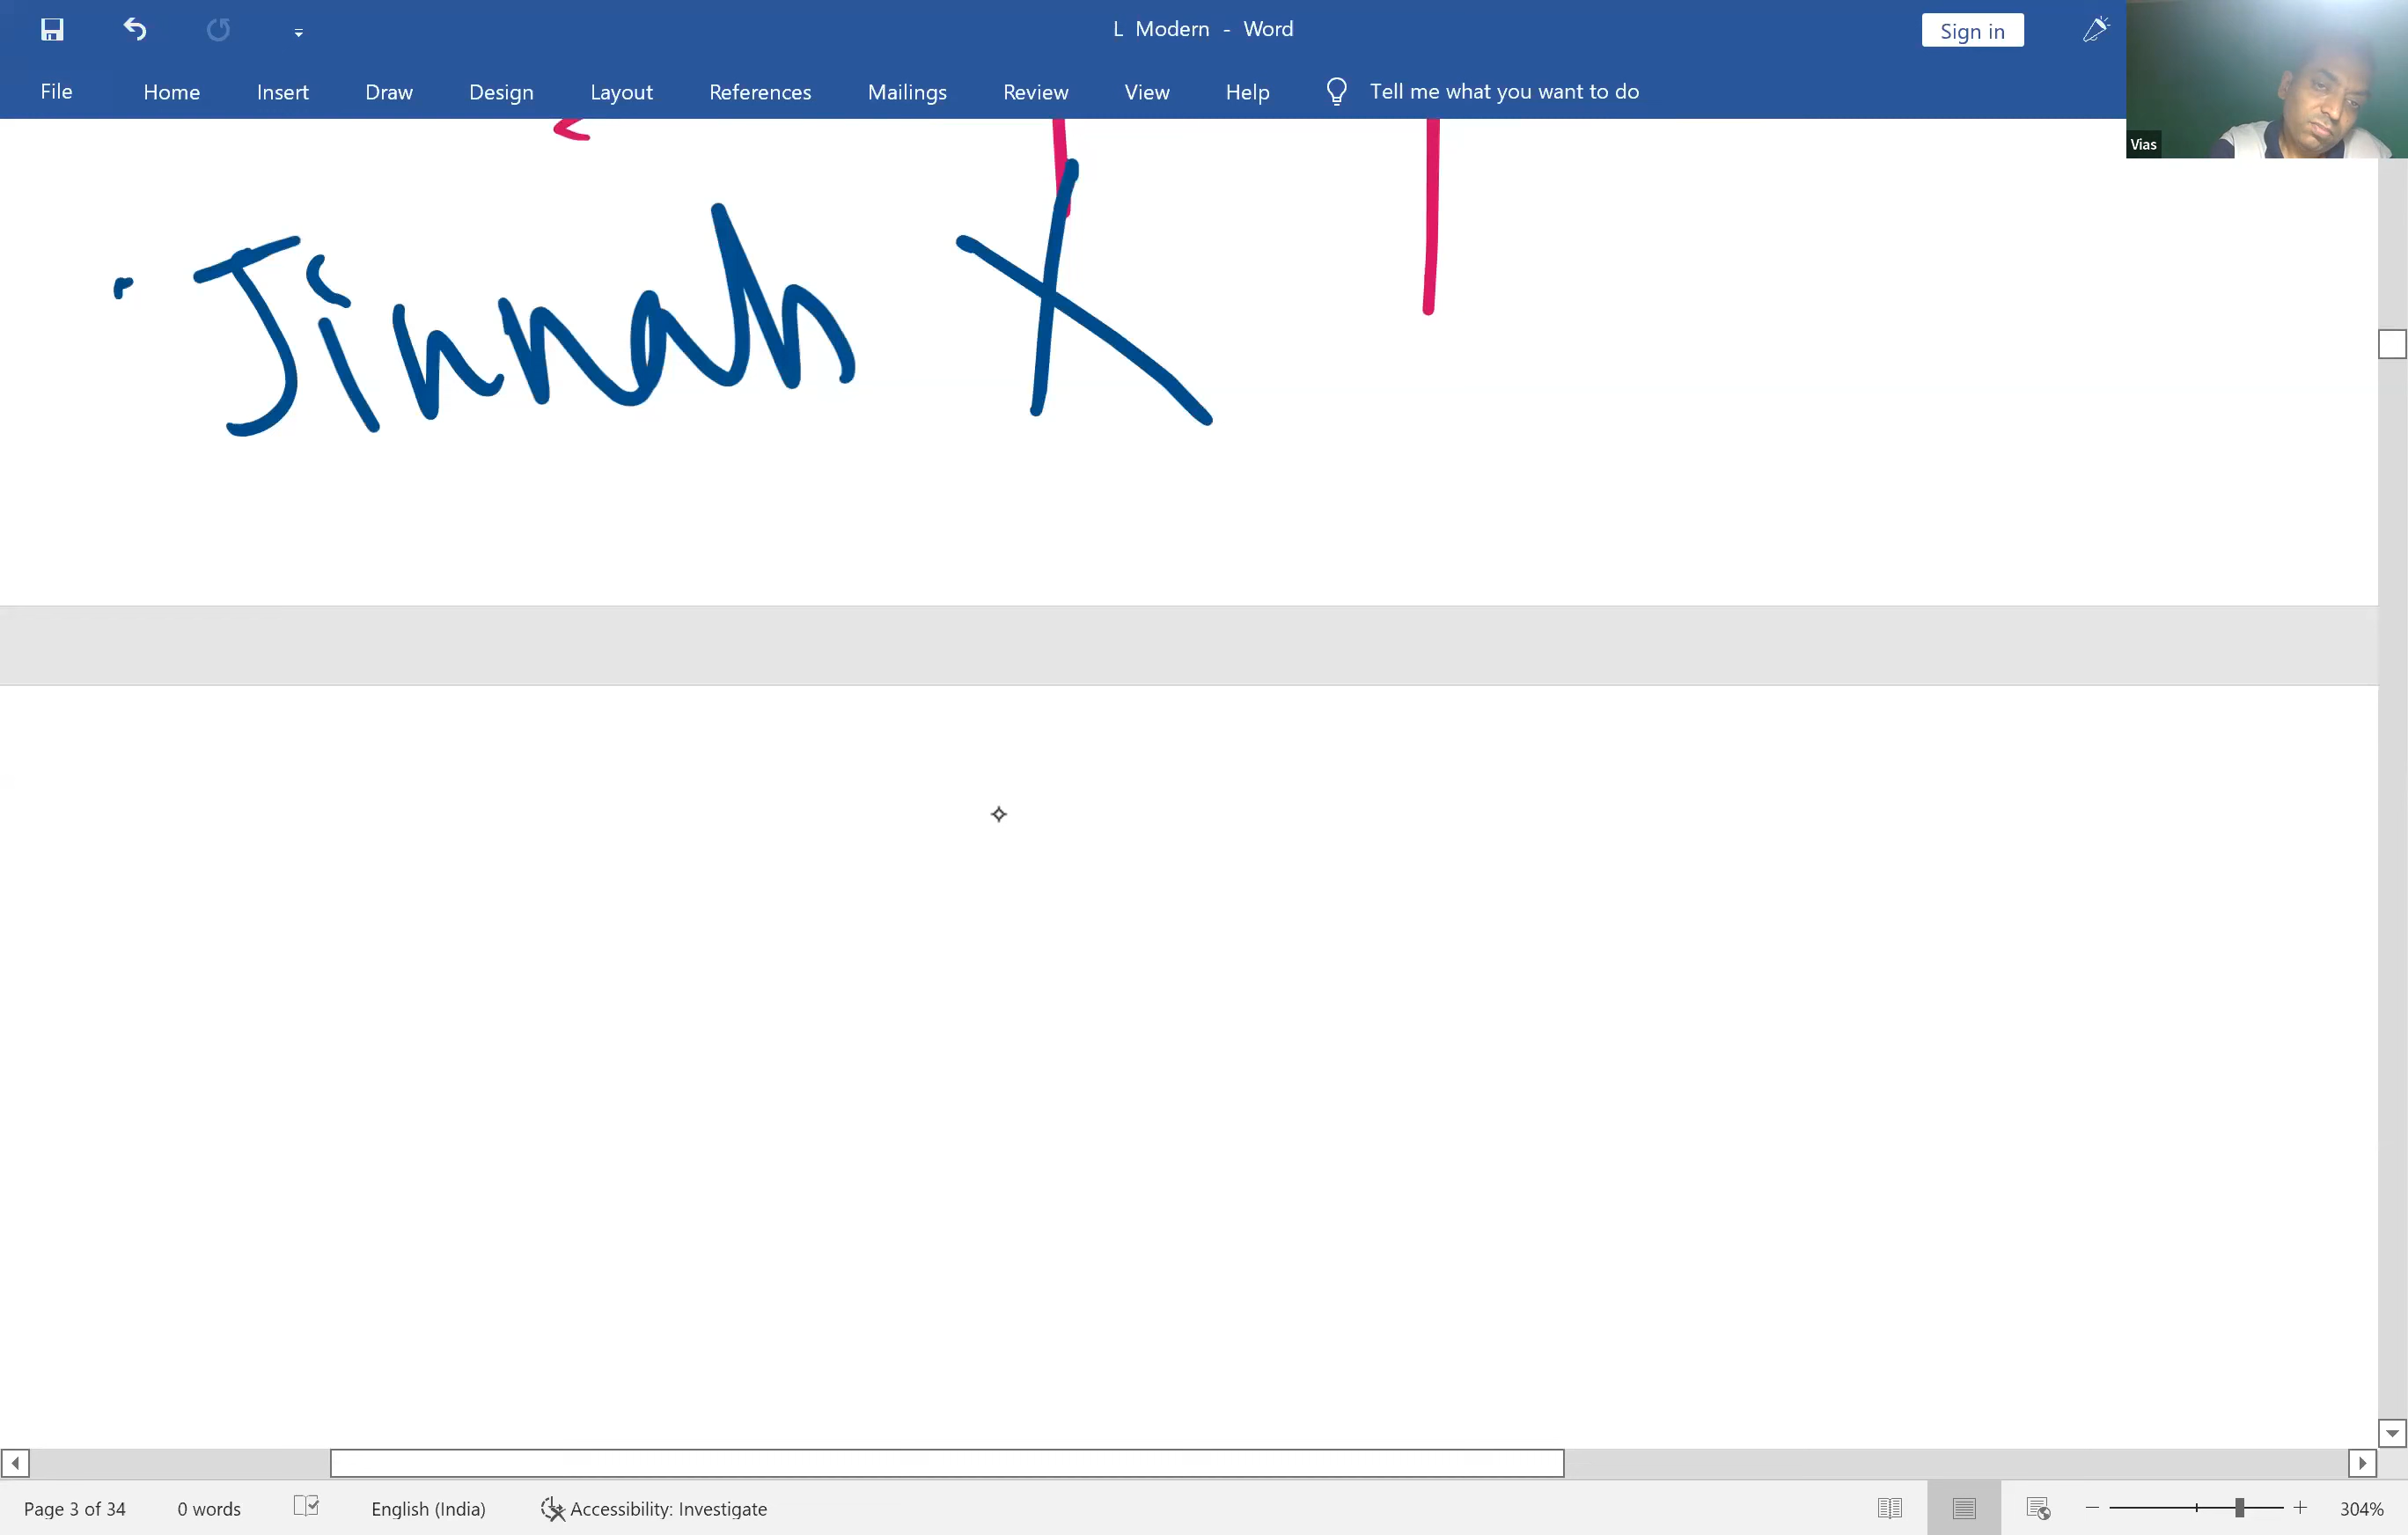 L Modern - Word
Sign in
File Home Insert Draw Design Layout References Mailings Review View Help Tell me what you want to do
Vias
Jinnah X
Page 3 of 34 0 words English (India) Accessibility: Investigate 304%